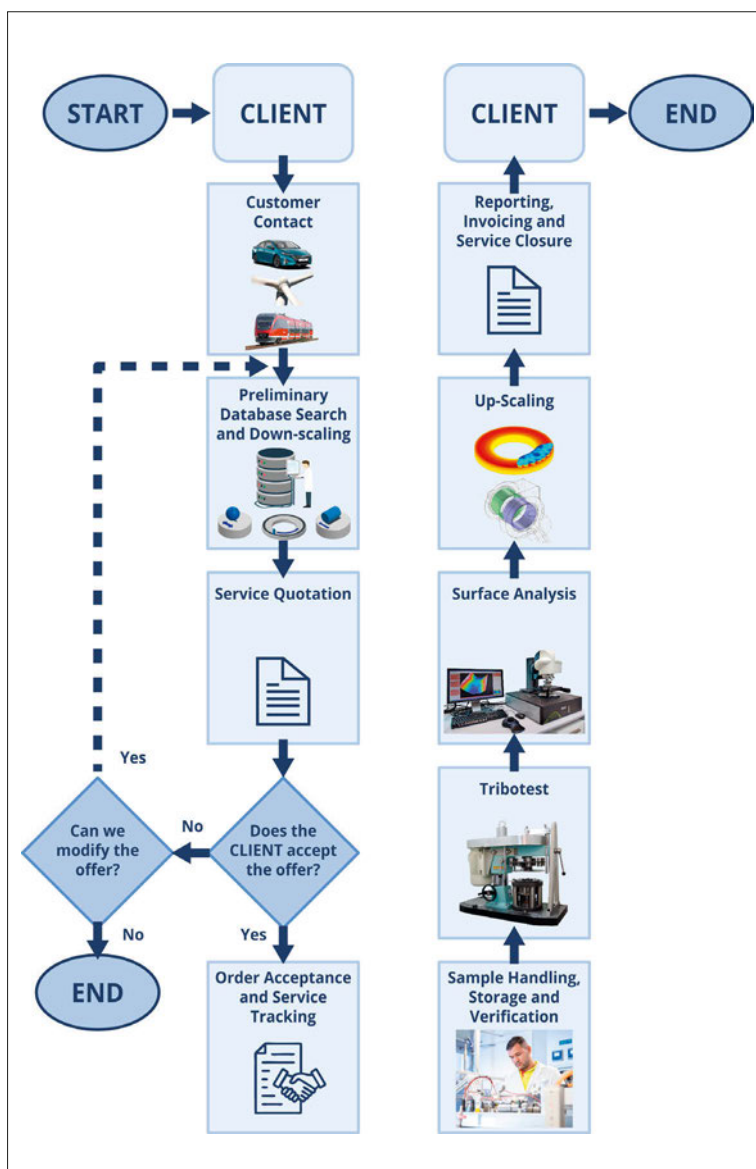 START
CLIENT
Customer
Contact
Preliminary
Database Search
and Down-scaling
Service Quotation
Does the
CLIENT accept
the offer?
No
Can we
modify the
offer?
Yes
No
END
Yes
Order Acceptance
and Service
Tracking
CLIENT
END
Reporting,
Invoicing and
Service Closure
Up-Scaling
Surface Analysis
Tribotest
Sample Handling,
Storage and
Verification